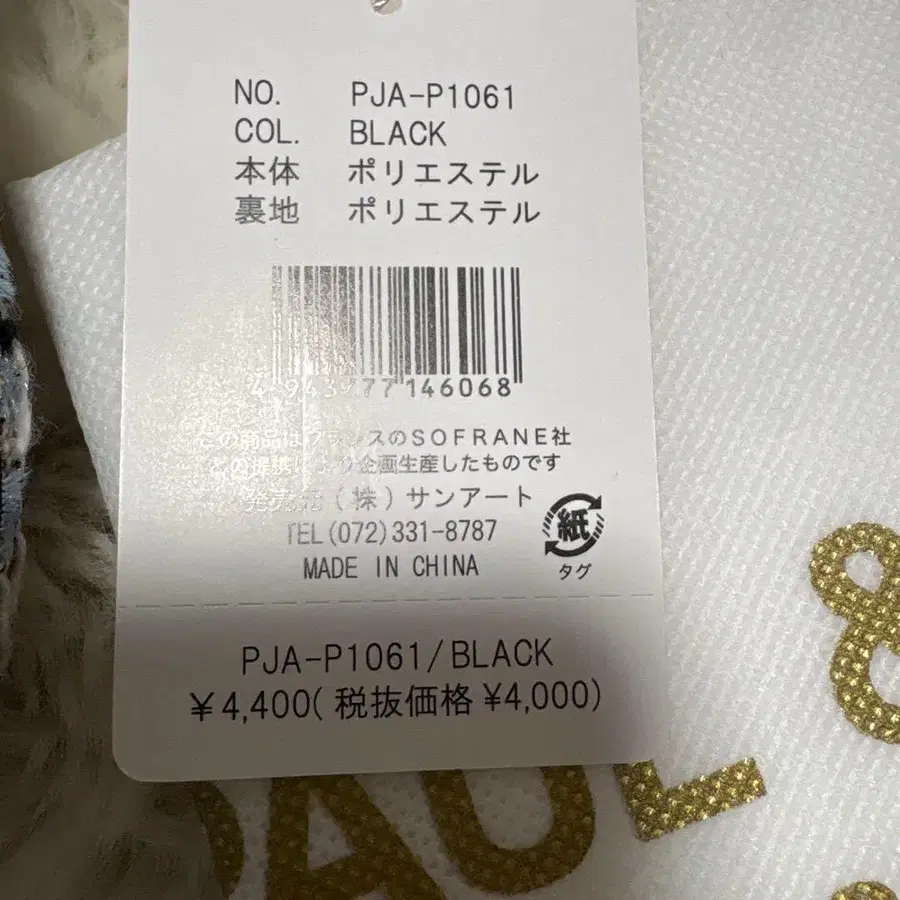 NO. PJA-P1061
COL. BLACK
本体 ポリエステル
裏地 ポリエステル
146068
この商品はフランスのSOFRANE社
との提携により企画生産したものです
発売元(株)サンアート
TEL(072)331-8787
MADE IN CHINA
紙
タグ
PJA-P1061/BLACK
¥4,400(税抜価格¥4,000)
&
PAUL